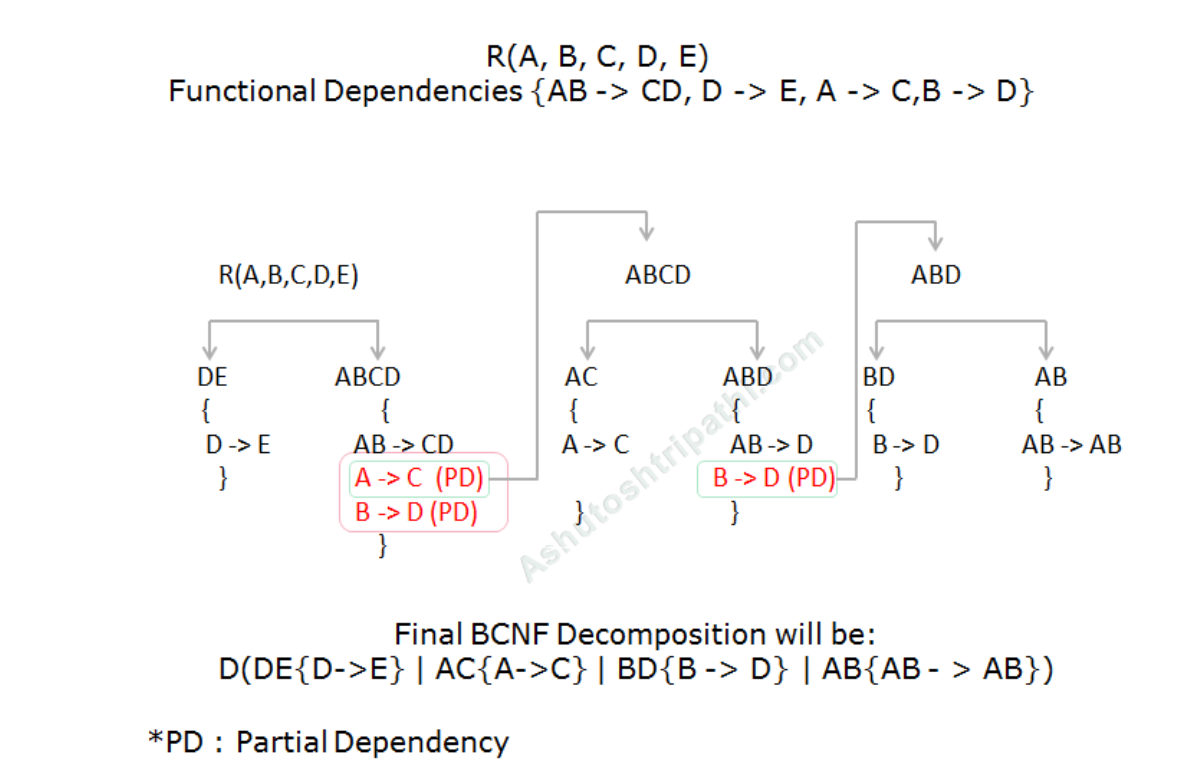 R(A, B, C, D, E)
Functional Dependencies {AB -> CD, D -> E, A -> C,B -> D}
R(A,B,C,D,E) ABCD ABD
DE ABCD AC ABD BD AB
{ { { { { {
D -> E AB -> CD A -> C AB -> D B -> D AB -> AB
} A -> C (PD) B -> D (PD) } }
B -> D (PD) } }
}
Ashutoshtripathi.com
Final BCNF Decomposition will be:
D(DE{D->E} | AC{A->C} | BD{B -> D} | AB{AB - > AB})
*PD : Partial Dependency